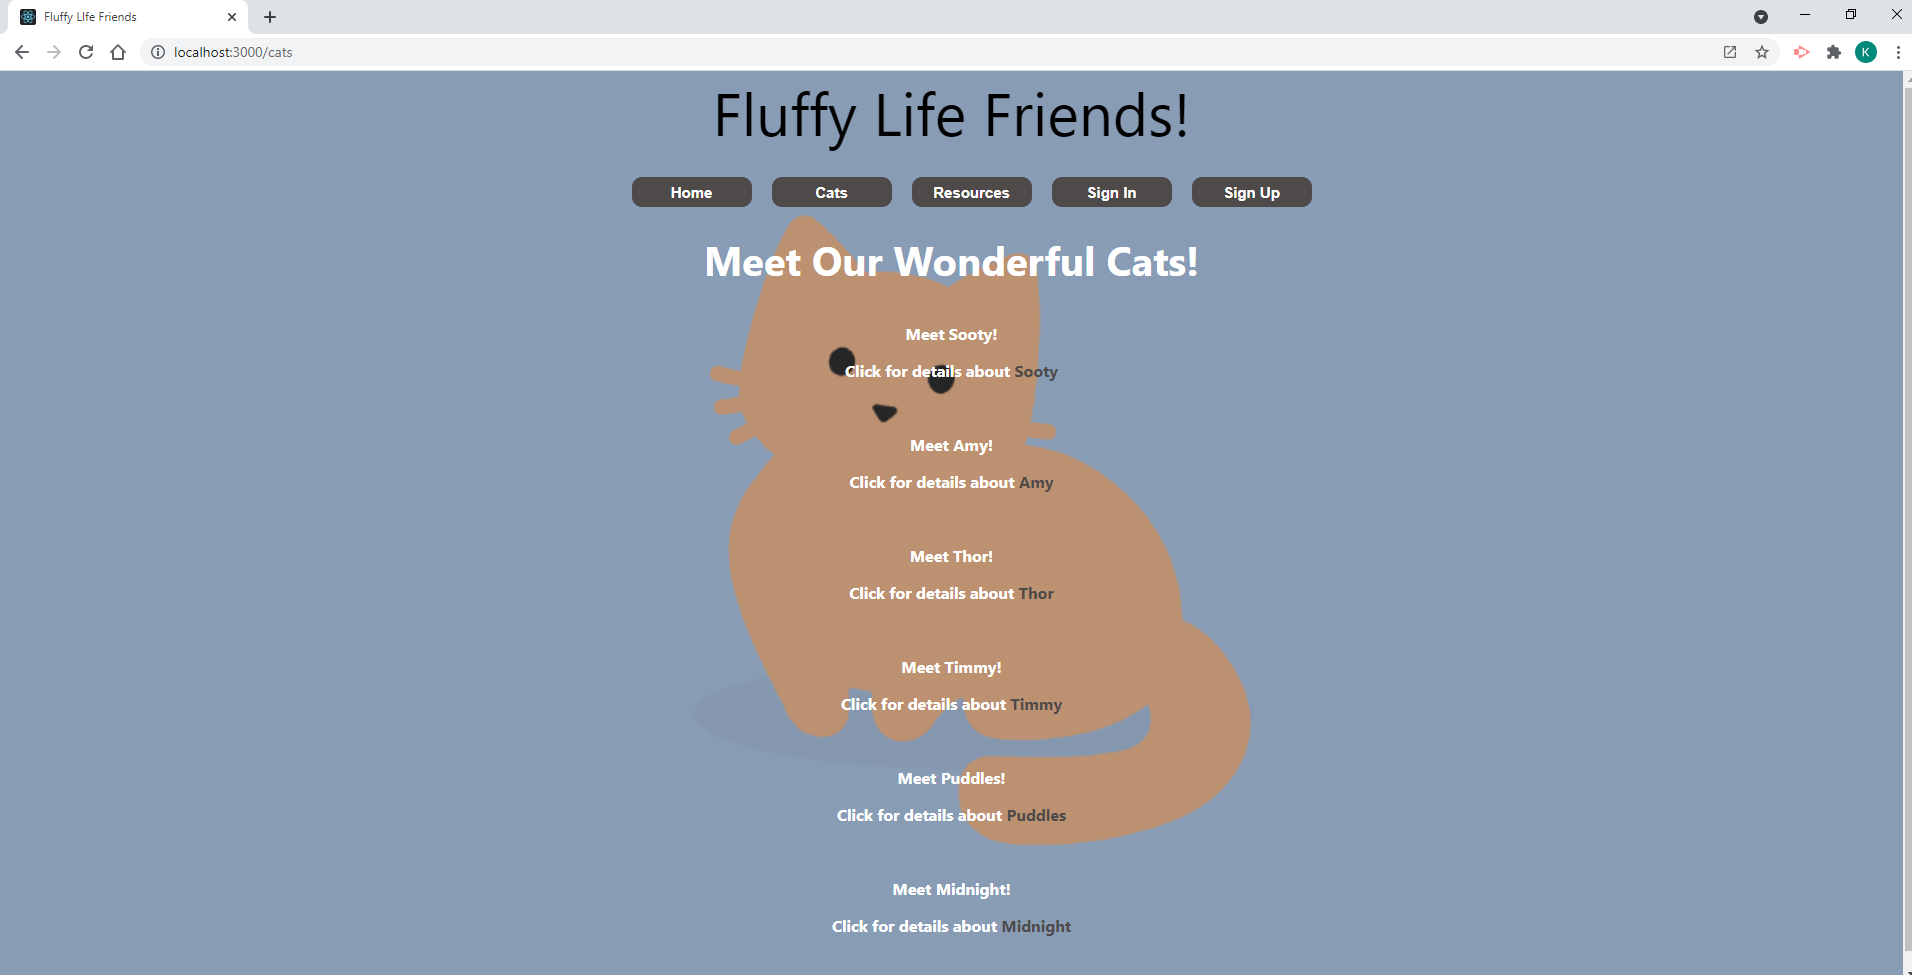 Fluffy LIfe Friends
localhost:3000/cats
K
Fluffy Life Friends!
Home Cats Resources Sign In Sign Up
Meet Our Wonderful Cats!
Meet Sooty!
Click for details about Sooty
Meet Amy!
Click for details about Amy
Meet Thor!
Click for details about Thor
Meet Timmy!
Click for details about Timmy
Meet Puddles!
Click for details about Puddles
Meet Midnight!
Click for details about Midnight